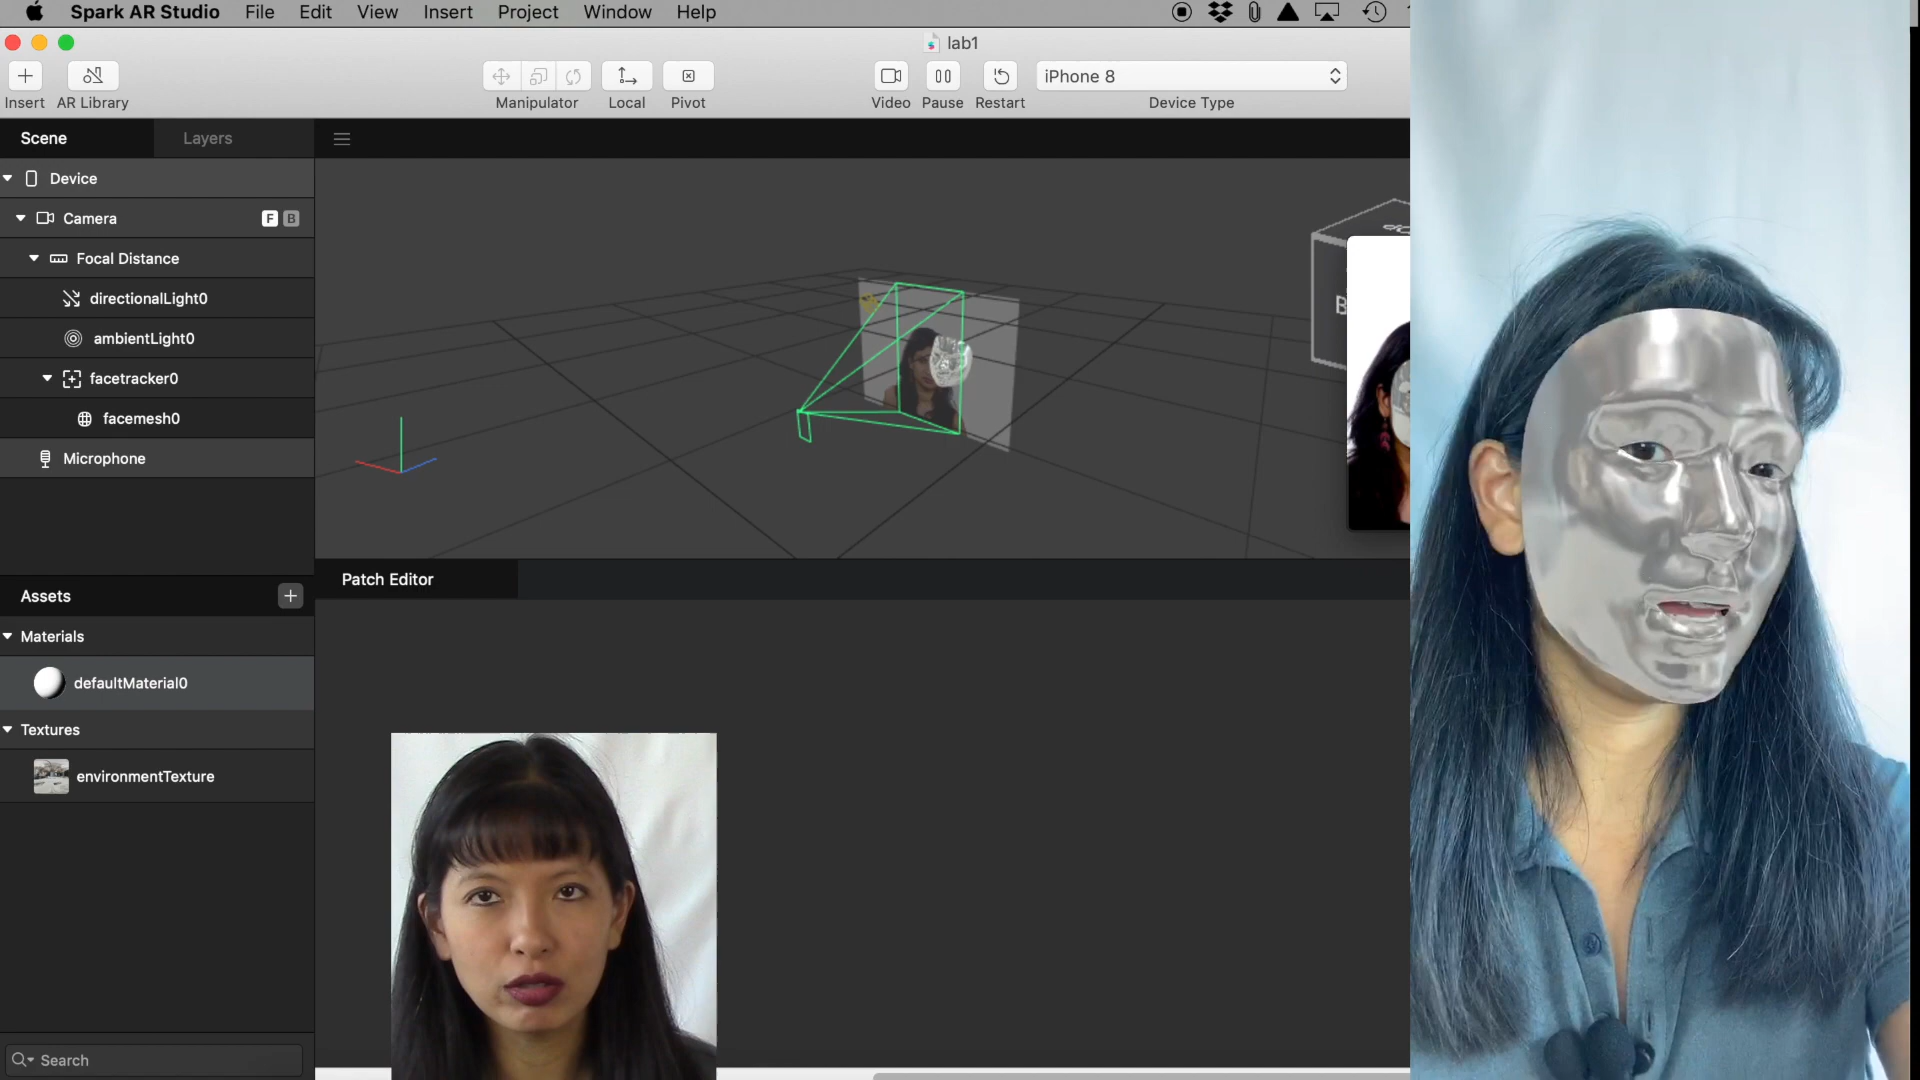 Spark AR Studio File Edit View Insert Project Window Help
lab1
iPhone 8
Insert AR Library Manipulator Local Pivot Video Pause Restart Device Type
Scene Layers
Device
Camera F B
Focal Distance
directionalLight0
ambientLight0
facetracker0
facemesh0
Microphone
Patch Editor
Assets
Materials
defaultMaterial0
Textures
environmentTexture
Search